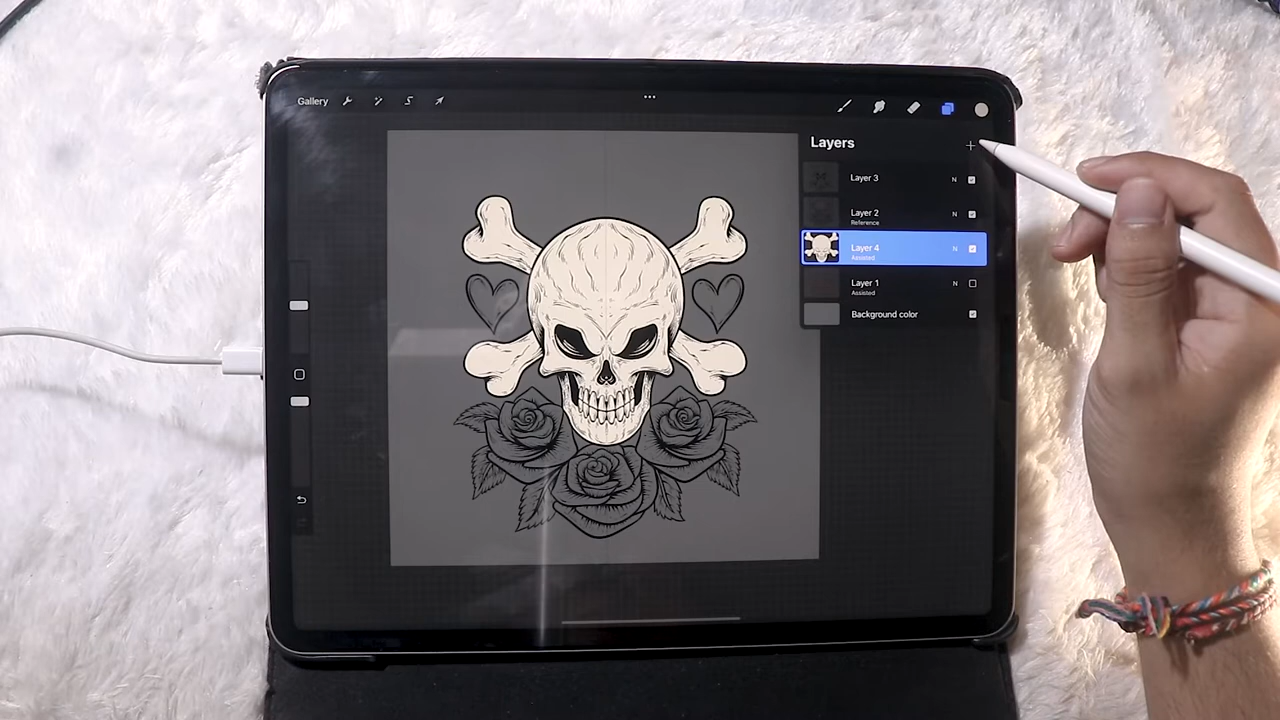 Gallery
Layers
Layer 3 N
Layer 2 N
Reference
Layer 4 N
Assisted
Layer 1 N
Assisted
Background color